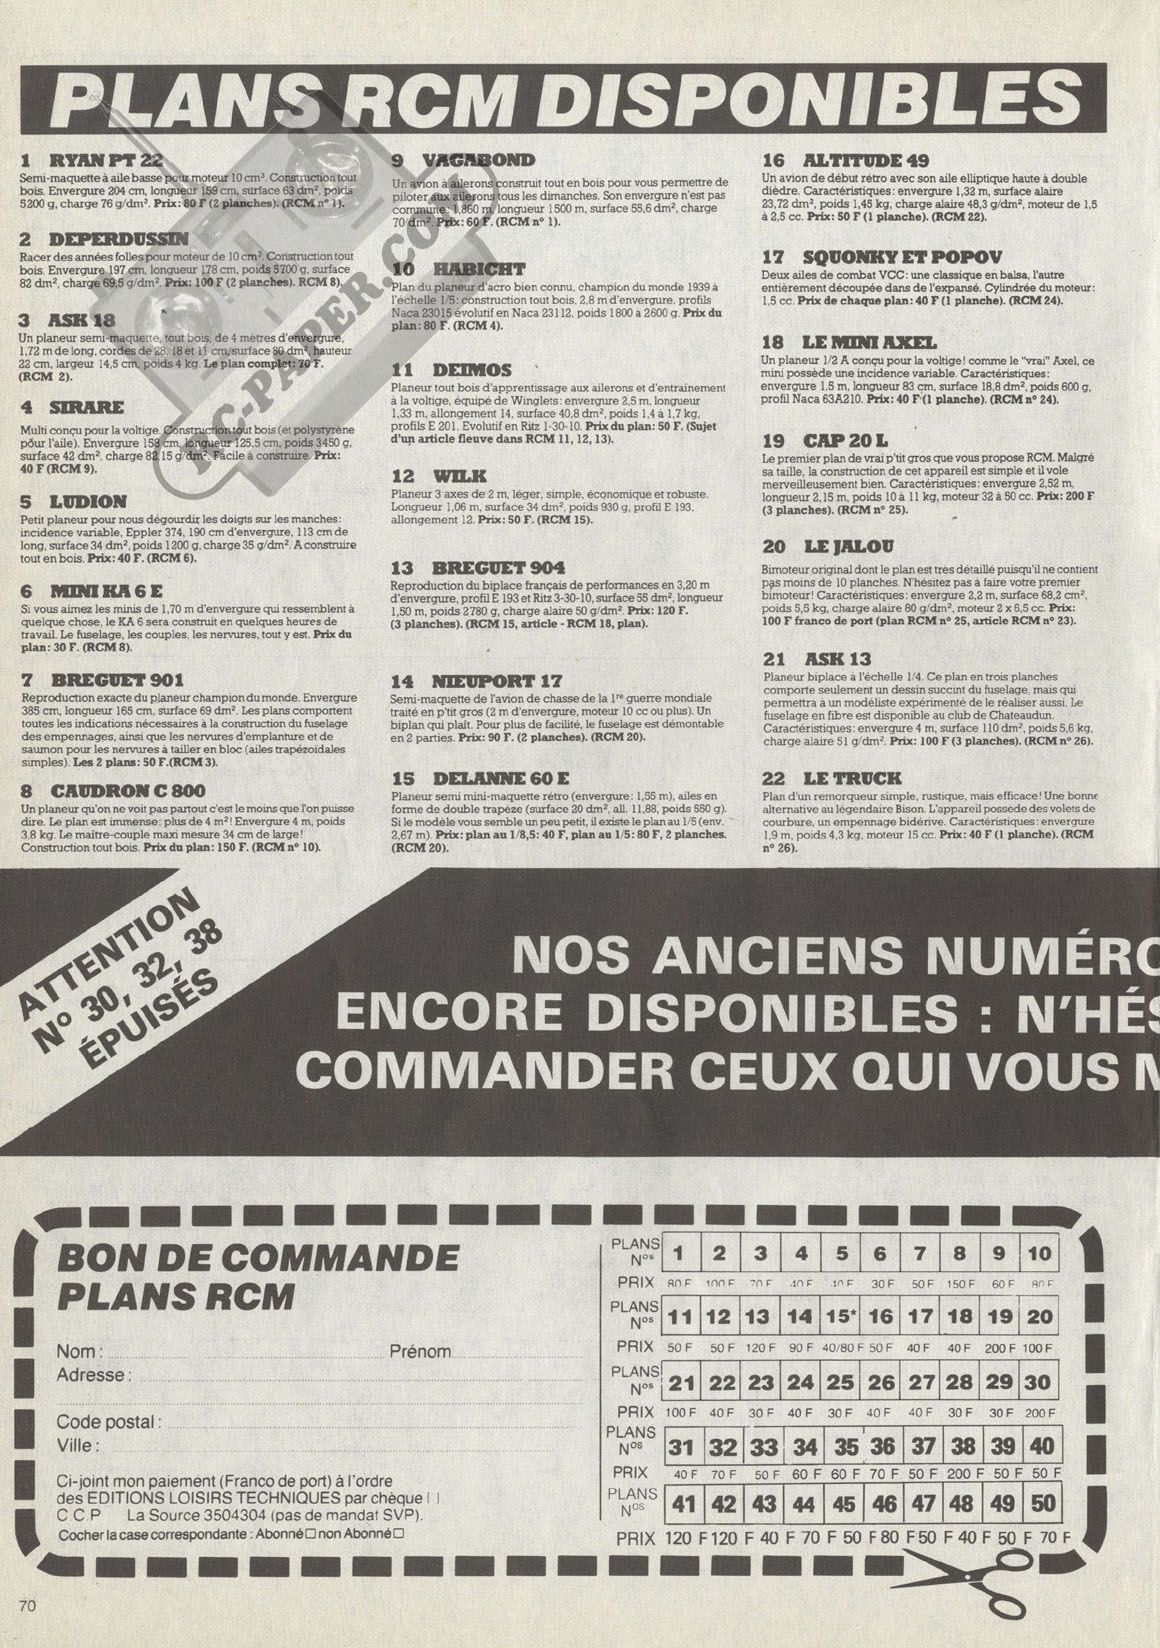 PLANS RCM DISPONIBLES
1 RYAN PT 22
Semi-maquette à aile basse pour moteur 10 cm³. Construction tout
bois. Envergure 204 cm, longueur 159 cm, surface 63 dm², poids
5200 g, charge 76 g/dm². Prix: 80 F (2 planches). (RCM n° 1).
2 DEPERDUSSIN
Racer des années folles pour moteur de 10 cm³. Construction tout
bois. Envergure 197 cm, longueur 178 cm, poids 5700 g, surface
82 dm², charge 69,5 g/dm². Prix: 100 F (2 planches). RCM 8).
3 ASK 18
Un planeur semi-maquette, tout bois, de 4 mètres d'envergure,
1,72 m de long, cordes de 28, 18 et 11 cm, surface 80 dm², hauteur
22 cm, largeur 14,5 cm, poids 4 kg. Le plan complet: 70 F.
(RCM 2).
4 SIRARE
Multi conçu pour la voltige. Construction tout bois (et polystyrène
pour l'aile). Envergure 158 cm, longueur 125,5 cm, poids 3450 g,
surface 42 dm², charge 82,15 g/dm². Facile à construire. Prix:
40 F (RCM 9).
5 LUDION
Petit planeur pour nous dégourdir les doigts sur les manches:
incidence variable, Eppler 374, 190 cm d'envergure, 113 cm de
long, surface 34 dm², poids 1200 g, charge 35 g/dm². A construire
tout en bois. Prix: 40 F. (RCM 6).
6 MINI KA 6 E
Si vous aimez les minis de 1,70 m d'envergure qui ressemblent à
quelque chose, le KA 6 sera construit en quelques heures de
travail. Le fuselage, les couples, les nervures, tout y est. Prix du
plan: 30 F. (RCM 8).
7 BREGUET 901
Reproduction exacte du planeur champion du monde. Envergure
385 cm, longueur 165 cm, surface 69 dm². Les plans comportent
toutes les indications nécessaires à la construction du fuselage
des empennages, ainsi que les nervures d'emplanture et de
saumon pour les nervures à tailler en bloc (ailes trapézoïdales
simples). Les 2 plans: 50 F.(RCM 3).
8 CAUDRON C 800
Un planeur qu'on ne voit pas partout c'est le moins que l'on puisse
dire. Le plan est immense: plus de 4 m²! Envergure 4 m, poids
3,8 kg. Le maître-couple maxi mesure 34 cm de large!
Construction tout bois. Prix du plan: 150 F. (RCM n° 10).
9 VAGABOND
Un avion à ailerons construit tout en bois pour vous permettre de
piloter aux ailerons tous les dimanches. Son envergure n'est pas
commune: 1,860 m, longueur 1500 m, surface 55,6 dm², charge
70/dm². Prix: 60 F. (RCM n° 1).
10 HABICHT
Plan du planeur d'acro bien connu, champion du monde 1939 à
l'échelle 1/5: construction tout bois, 2,8 m d'envergure, profils
Naca 23015 évolutif en Naca 23112, poids 1800 à 2600 g. Prix du
plan: 80 F. (RCM 4).
11 DEIMOS
Planeur tout bois d'apprentissage aux ailerons et d'entrainement
à la voltige, équipé de Winglets: envergure 2,5 m, longueur
1,33 m, allongement 14, surface 40,8 dm², poids 1,4 à 1,7 kg,
profils E 201. Evolutif en Ritz 1-30-10. Prix du plan: 50 F. (Sujet
d'un article fleuve dans RCM 11, 12, 13).
12 WILK
Planeur 3 axes de 2 m, léger, simple, économique et robuste.
Longueur 1,06 m, surface 34 dm², poids 930 g, profil E 193,
allongement 12. Prix: 50 F. (RCM 15).
13 BREGUET 904
Reproduction du biplace français de performances en 3,20 m
d'envergure, profil E 193 et Ritz 3-30-10, surface 55 dm², longueur
1,50 m, poids 2780 g, charge alaire 50 g/dm². Prix: 120 F.
(3 planches). (RCM 15, article - RCM 18, plan).
14 NIEUPORT 17
Semi-maquette de l'avion de chasse de la 1re guerre mondiale
traité en p'tit gros (2 m d'envergure, moteur 10 cc ou plus). Un
biplan qui plaît. Pour plus de facilité, le fuselage est démontable
en 2 parties. Prix: 90 F. (2 planches). (RCM 20).
15 DELANNE 60 E
Planeur semi mini-maquette rétro (envergure: 1,55 m), ailes en
forme de double trapèze (surface 20 dm², all. 11,88, poids 550 g).
Si le modèle vous semble un peu petit, il existe le plan au 1/5 (env.
2,67 m). Prix: plan au 1/8,5: 40 F, plan au 1/5: 80 F, 2 planches.
(RCM 20).
16 ALTITUDE 49
Un avion de début rétro avec son aile elliptique haute à double
dièdre. Caractéristiques: envergure 1,32 m, surface alaire
23,72 dm², poids 1,45 kg, charge alaire 48,3 g/dm², moteur de 1,5
à 2,5 cc. Prix: 50 F (1 planche). (RCM 22).
17 SQUONKY ET POPOV
Deux ailes de combat VCC: une classique en balsa, l'autre
entièrement découpée dans de l'expansé. Cylindrée du moteur:
1,5 cc. Prix de chaque plan: 40 F (1 planche). (RCM 24).
18 LE MINI AXEL
Un planeur 1/2 A conçu pour la voltige! comme le "vrai" Axel, ce
mini possède une incidence variable. Caractéristiques:
envergure 1,5 m, longueur 83 cm, surface 18,8 dm², poids 600 g,
profil Naca 63A210. Prix: 40 F (1 planche). (RCM n° 24).
19 CAP 20 L
Le premier plan de vrai p'tit gros que vous propose RCM. Malgré
sa taille, la construction de cet appareil est simple et il vole
merveilleusement bien. Caractéristiques: envergure 2,52 m,
longueur 2,15 m, poids 10 à 11 kg, moteur 32 à 50 cc. Prix: 200 F
(3 planches). (RCM n° 25).
20 LE JALOU
Bimoteur original dont le plan est tres détaillé puisqu'il ne contient
pas moins de 10 planches. N'hésitez pas à faire votre premier
bimoteur! Caractéristiques: envergure 2,2 m, surface 68,2 cm²,
poids 5,5 kg, charge alaire 80 g/dm², moteur 2 x 6,5 cc. Prix:
100 F franco de port (plan RCM n° 25, article RCM n° 23).
21 ASK 13
Planeur biplace à l'échelle 1/4. Ce plan en trois planches
comporte seulement un dessin succint du fuselage, mais qui
permettra à un modéliste expérimenté de le réaliser aussi. Le
fuselage en fibre est disponible au club de Chateaudun.
Caractéristiques: envergure 4 m, surface 110 dm², poids 5,6 kg,
charge alaire 51 g/dm². Prix: 100 F (3 planches). (RCM n° 26).
22 LE TRUCK
Plan d'un remorqueur simple, rustique, mais efficace! Une bonne
alternative au légendaire Bison. L'appareil possède des volets de
courbure, un empennage bidérive. Caractéristiques: envergure
1,9 m, poids 4,3 kg, moteur 15 cc. Prix: 40 F (1 planche). (RCM
n° 26).
RC-PAPER.COM
ATTENTION
N° 30, 32, 38
ÉPUISÉS
NOS ANCIENS NUMÉRO
ENCORE DISPONIBLES : N'HÉS
COMMANDER CEUX QUI VOUS M
BON DE COMMANDE
PLANS RCM
Nom :
Prénom
Adresse :
Code postal :
Ville :
Ci-joint mon paiement (Franco de port) à l'ordre
des EDITIONS LOISIRS TECHNIQUES par chèque
C C P La Source 3504304 (pas de mandat SVP).
Cocher la case correspondante : Abonné □ non Abonné □
PLANS Nos 1 2 3 4 5 6 7 8 9 10
PRIX 80 F 100 F 70 F 40 F 40 F 30 F 50 F 150 F 60 F 80 F
PLANS Nos 11 12 13 14 15* 16 17 18 19 20
PRIX 50 F 50 F 120 F 90 F 40/80 F 50 F 40 F 40 F 200 F 100 F
PLANS Nos 21 22 23 24 25 26 27 28 29 30
PRIX 100 F 40 F 30 F 40 F 30 F 40 F 40 F 30 F 30 F 200 F
PLANS Nos 31 32 33 34 35 36 37 38 39 40
PRIX 40 F 70 F 50 F 60 F 60 F 70 F 50 F 200 F 50 F 50 F
PLANS Nos 41 42 43 44 45 46 47 48 49 50
PRIX 120 F 120 F 40 F 70 F 50 F 80 F 50 F 40 F 50 F 70 F
70